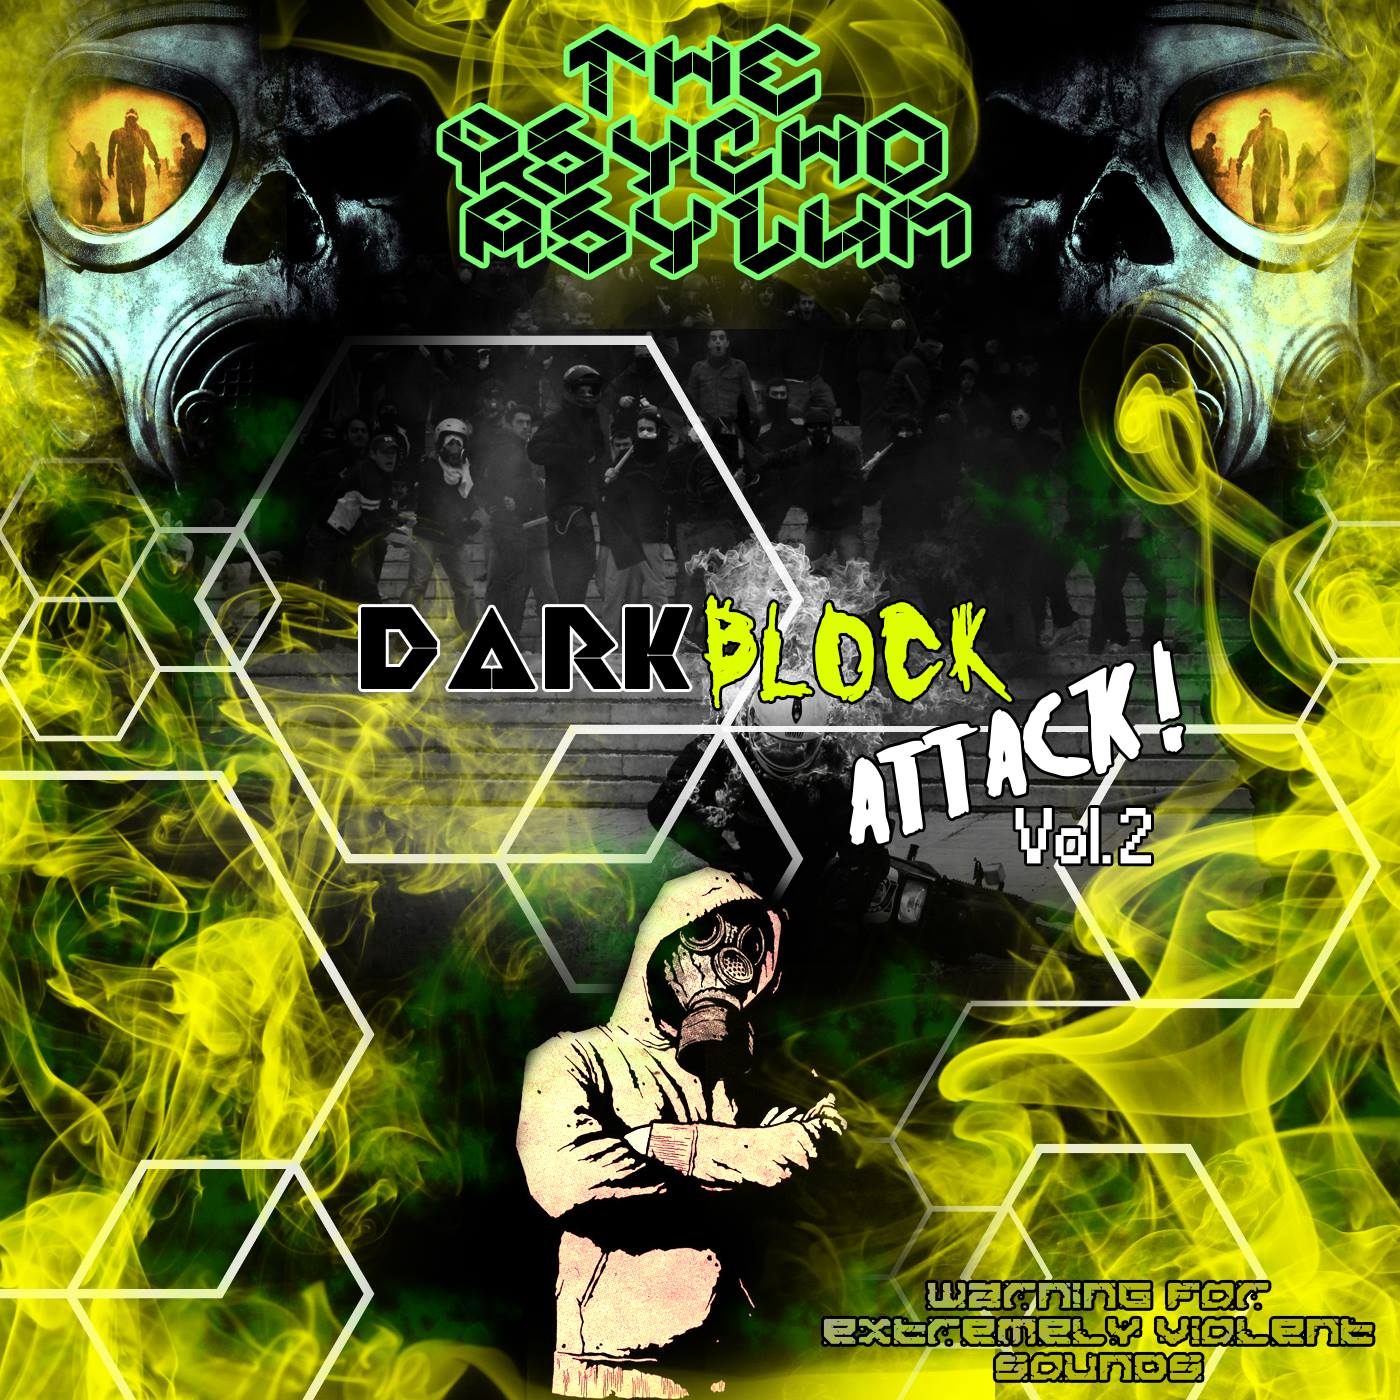 THE
PSYCHO
ASYLUM
DARK BLOCK
ATTACK!
Vol.2
WARNING FOR
EXTREMELY VIOLENT
SOUNDS